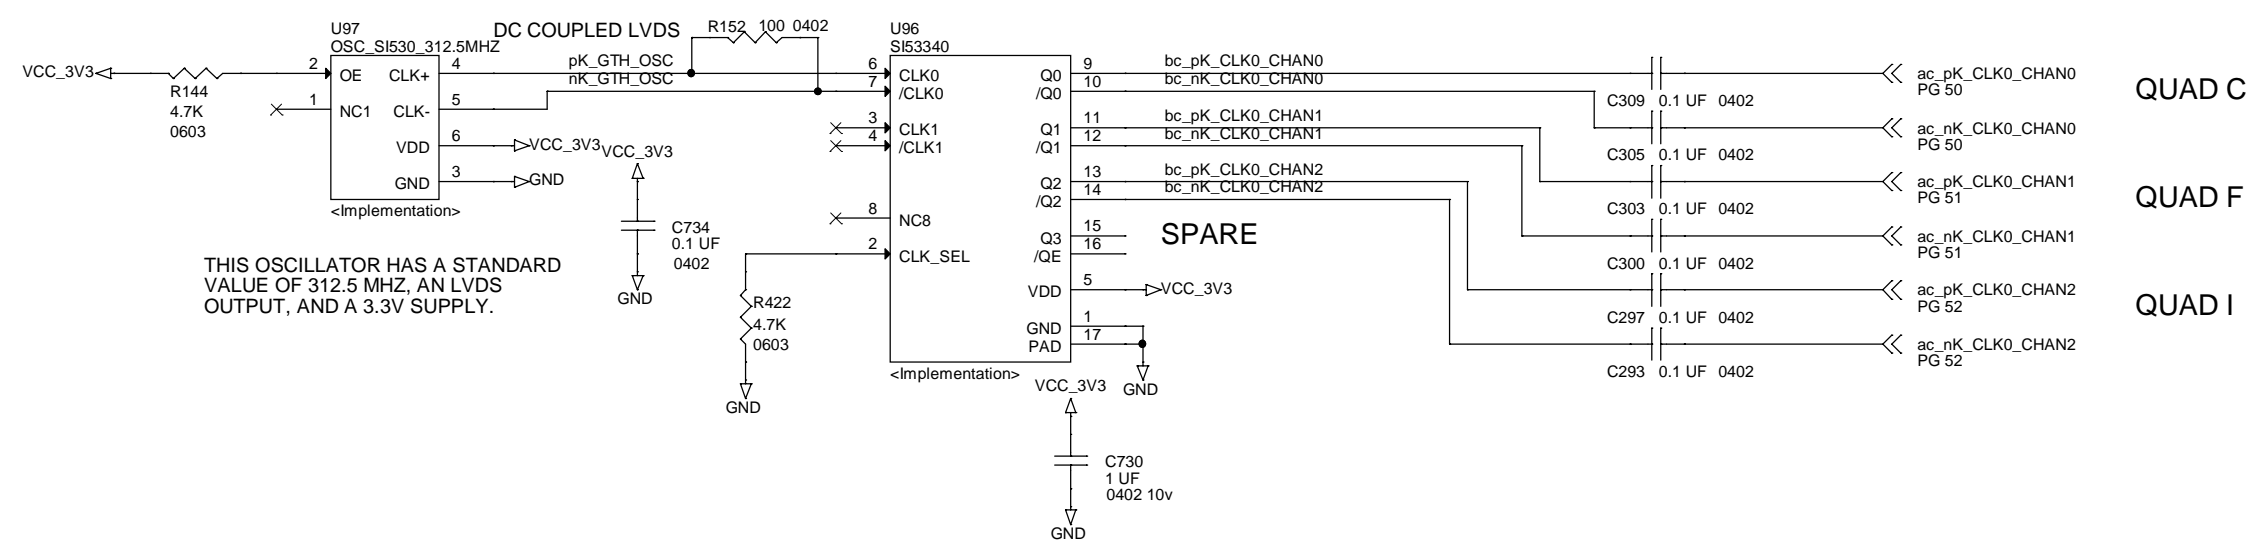 U97
OSC_SI530_312.5MHZ
DC COUPLED LVDS
R152 100 0402
U96
SI53340
VCC_3V3
R144
4.7K
0603
2 OE CLK+ 4
1 NC1 CLK- 5
VDD 6 VCC_3V3
GND 3 GND
<Implementation>
pK_GTH_OSC
nK_GTH_OSC
VCC_3V3
C734
0.1 UF
0402
GND
THIS OSCILLATOR HAS A STANDARD
VALUE OF 312.5 MHZ, AN LVDS
OUTPUT, AND A 3.3V SUPPLY.
6 CLK0
7 /CLK0
3 CLK1
4 /CLK1
8 NC8
2 CLK_SEL
R422
4.7K
0603
GND
Q0 9 bc_pK_CLK0_CHAN0
/Q0 10 bc_nK_CLK0_CHAN0
Q1 11 bc_pK_CLK0_CHAN1
/Q1 12 bc_nK_CLK0_CHAN1
Q2 13 bc_pK_CLK0_CHAN2
/Q2 14 bc_nK_CLK0_CHAN2
Q3 15
/QE 16
SPARE
VDD 5 VCC_3V3
GND 1
PAD 17
GND
<Implementation>
VCC_3V3
C730
1 UF
0402 10v
GND
C309 0.1 UF 0402
C305 0.1 UF 0402
C303 0.1 UF 0402
C300 0.1 UF 0402
C297 0.1 UF 0402
C293 0.1 UF 0402
ac_pK_CLK0_CHAN0
PG 50
ac_nK_CLK0_CHAN0
PG 50
ac_pK_CLK0_CHAN1
PG 51
ac_nK_CLK0_CHAN1
PG 51
ac_pK_CLK0_CHAN2
PG 52
ac_nK_CLK0_CHAN2
PG 52
QUAD C
QUAD F
QUAD I